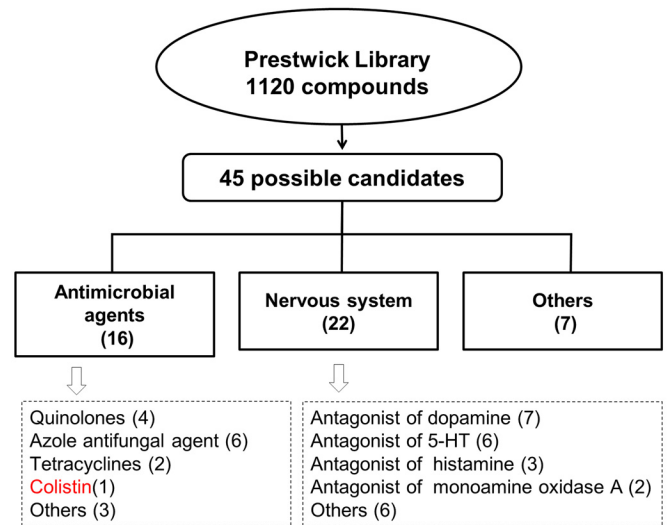 Prestwick Library
1120 compounds
45 possible candidates
Antimicrobial
agents
(16)
Nervous system
(22)
Others
(7)
Quinolones (4)
Azole antifungal agent (6)
Tetracyclines (2)
Colistin(1)
Others (3)
Antagonist of dopamine (7)
Antagonist of 5-HT (6)
Antagonist of histamine (3)
Antagonist of monoamine oxidase A (2)
Others (6)